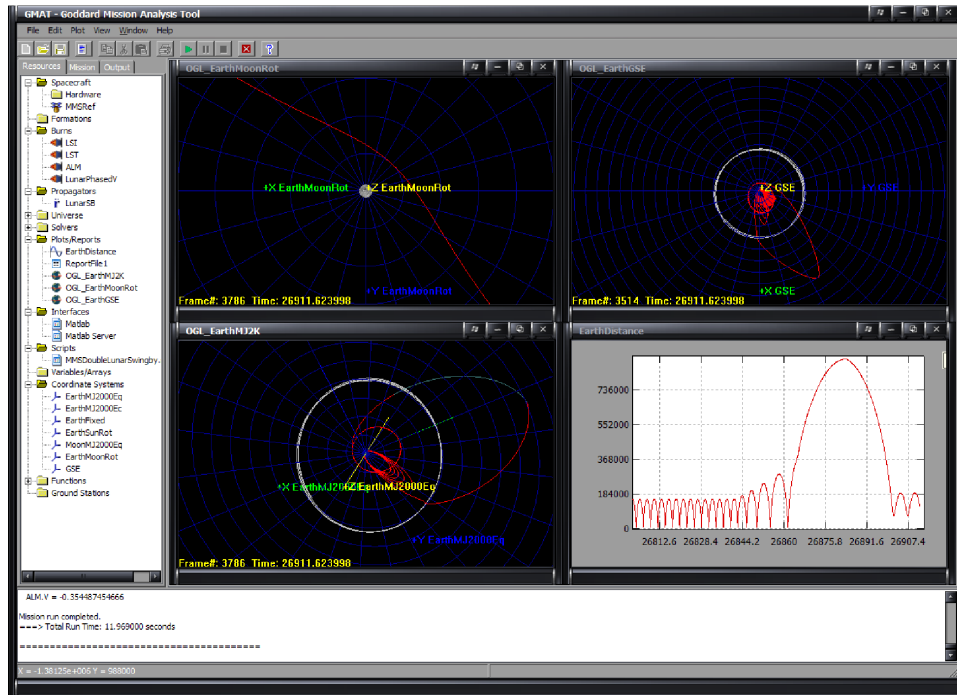 GMAT - Goddard Mission Analysis Tool
File Edit Plot View Window Help
Resources Mission Output
Spacecraft
Hardware
MMSRef
Formations
Burns
LSI
LST
ALM
LunarPhasedV
Propagators
LunarSB
Universe
Solvers
Plots/Reports
EarthDistance
ReportFile1
OGL_EarthMJ2K
OGL_EarthMoonRot
OGL_EarthGSE
Interfaces
Matlab
Matlab Server
Scripts
MMSDoubleLunarSwingby.
Variables/Arrays
Coordinate Systems
EarthMJ2000Eq
EarthMJ2000Ec
EarthFixed
EarthSunRot
MoonMJ2000Eq
EarthMoonRot
GSE
Functions
Ground Stations
OGL_EarthMoonRot
+X EarthMoonRot
+Z EarthMoonRot
+Y EarthMoonRot
Frame#: 3786 Time: 26911.623998
OGL_EarthGSE
+Z GSE
+Y GSE
+X GSE
Frame#: 3514 Time: 26911.623998
OGL_EarthMJ2K
+Z EarthMJ2000Eq
+Y EarthMJ2000Eq
Frame#: 3786 Time: 26911.623998
EarthDistance
736000
552000
368000
184000
0
26812.6 26828.4 26844.2 26860 26875.8 26891.6 26907.4
ALM.V = -0.354487454666
Mission run completed.
===> Total Run Time: 11.969000 seconds
========================================
X = -1.38125e+006 Y = 988000